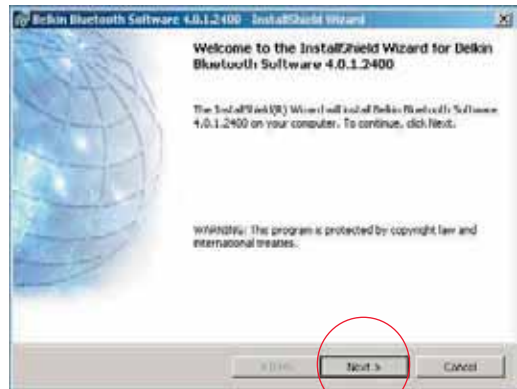 Belkin Bluetooth Software 4.0.1.2400 - InstallShield Wizard
Welcome to the InstallShield Wizard for Belkin
Bluetooth Software 4.0.1.2400
The InstallShield(R) Wizard will install Belkin Bluetooth Software
4.0.1.2400 on your computer. To continue, click Next.
WARNING: This program is protected by copyright law and
international treaties.
< Back
Next >
Cancel